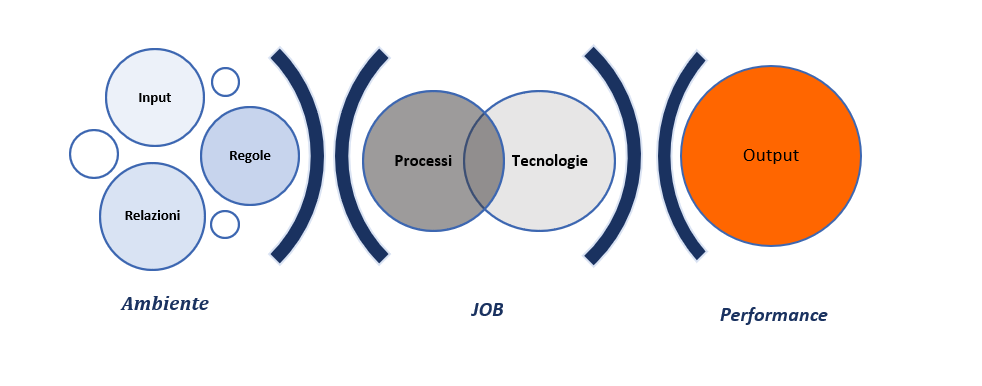 Input
Regole
Relazioni
Ambiente
Processi
Tecnologie
JOB
Output
Performance